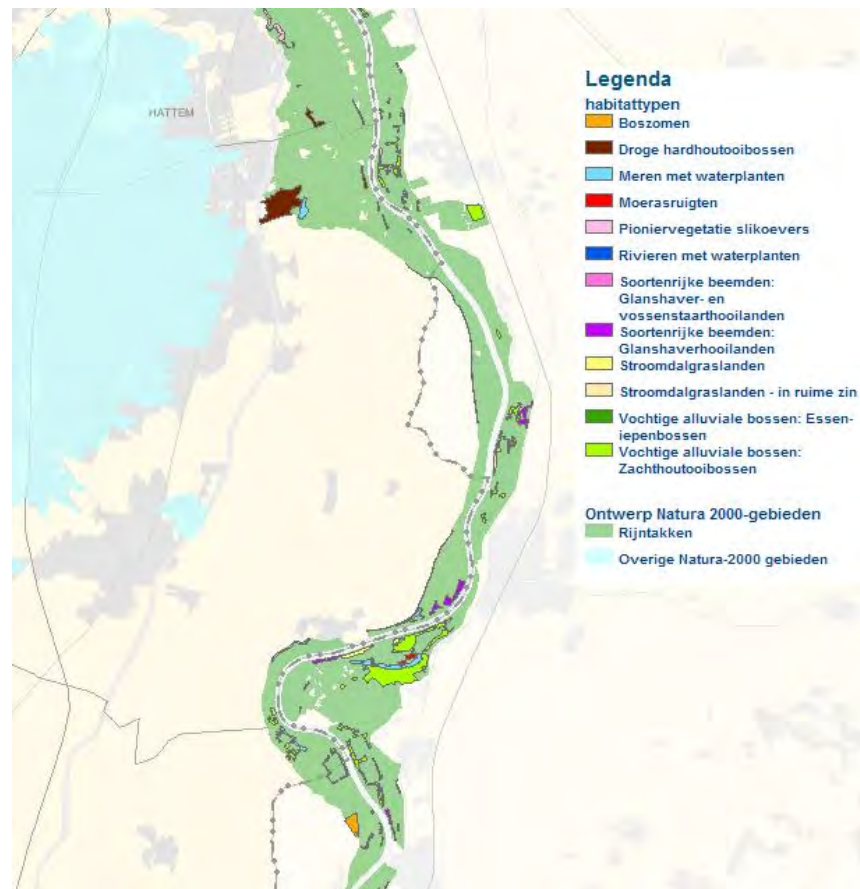 HATTEM
Legenda
habitattypen
Boszomen
Droge hardhoutooibossen
Meren met waterplanten
Moerasruigten
Pioniervegetatie slikoevers
Rivieren met waterplanten
Soortenrijke beemden:
Glanshaver- en
vossenstaarthooilanden
Soortenrijke beemden:
Glanshaverhooilanden
Stroomdalgraslanden
Stroomdalgraslanden - in ruime zin
Vochtige alluviale bossen: Essen-
iepenbossen
Vochtige alluviale bossen:
Zachthoutooibossen
Ontwerp Natura 2000-gebieden
Rijntakken
Overige Natura-2000 gebieden